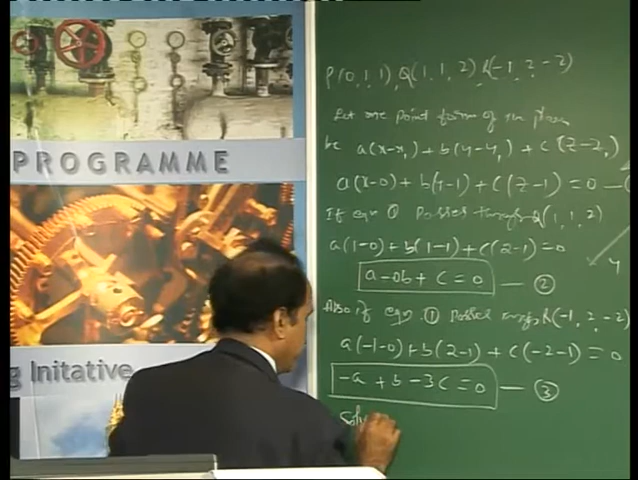 PROGRAMME
g Initative
P(0, 1, 1), Q(1, 1, 2) R(-1, 2, -2)
Let one point form of the plane
be a(x-x₁) + b(y-y₁) + c(z-z₁)
a(x-0) + b(y-1) + c(z-1) = 0 —
If eqn ① Passes through Q(1, 1, 2)
a(1-0) + b(1-1) + c(2-1) = 0
a - 0b + c = 0 — ②
Also if eqn. ① passes through R(-1, 2, -2)
a(-1-0) + b(2-1) + c(-2-1) = 0
-a + b - 3c = 0 — ③
Solv
y